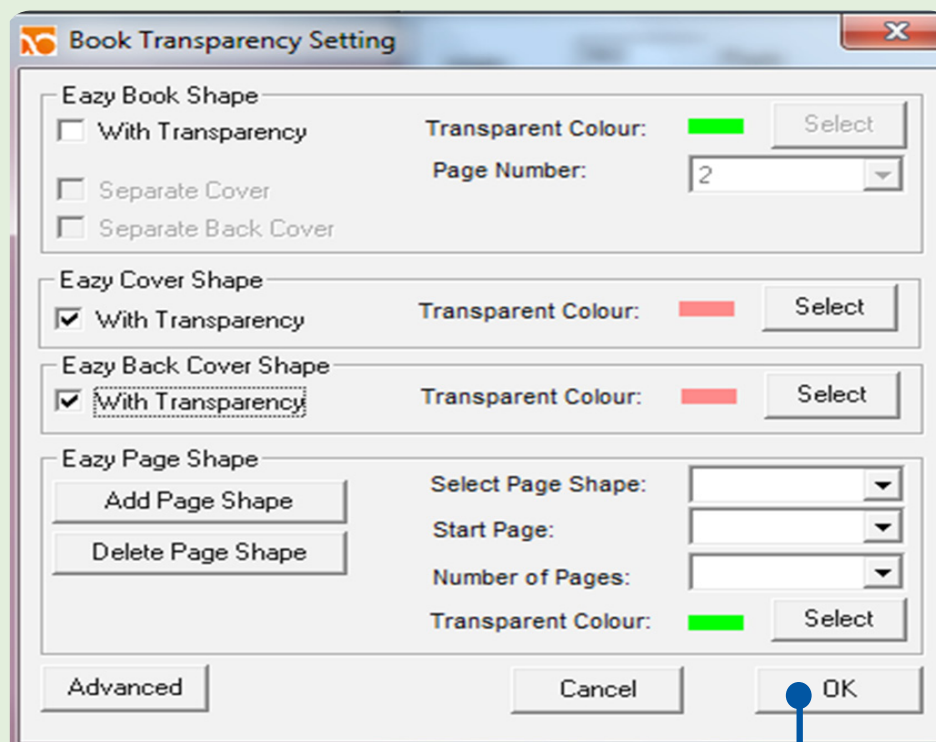 Book Transparency Setting
Eazy Book Shape
With Transparency
Transparent Colour:
Select
Page Number:
2
Separate Cover
Separate Back Cover
Eazy Cover Shape
With Transparency
Transparent Colour:
Select
Eazy Back Cover Shape
With Transparency
Transparent Colour:
Select
Eazy Page Shape
Add Page Shape
Select Page Shape:
Start Page:
Delete Page Shape
Number of Pages:
Transparent Colour:
Select
Advanced
Cancel
OK